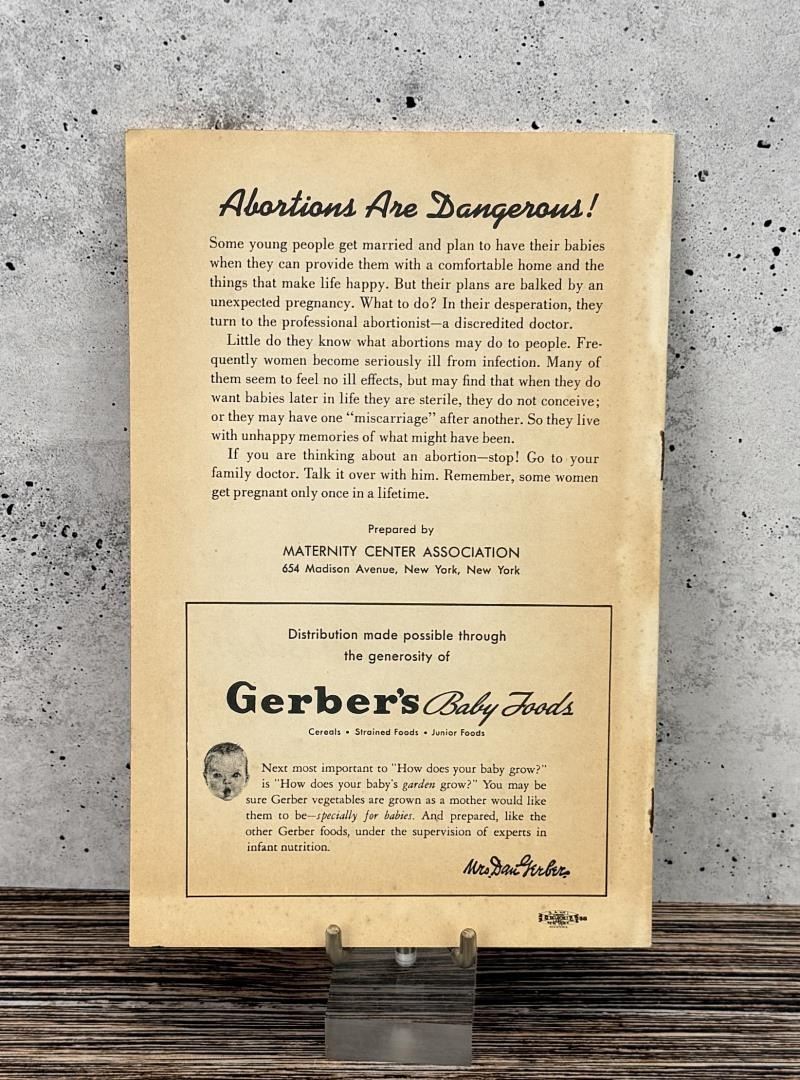 Abortions Are Dangerous!
Some young people get married and plan to have their babies
when they can provide them with a comfortable home and the
things that make life happy. But their plans are balked by an
unexpected pregnancy. What to do? In their desperation, they
turn to the professional abortionist—a discredited doctor.
Little do they know what abortions may do to people. Fre-
quently women become seriously ill from infection. Many of
them seem to feel no ill effects, but may find that when they do
want babies later in life they are sterile, they do not conceive;
or they may have one "miscarriage" after another. So they live
with unhappy memories of what might have been.
If you are thinking about an abortion—stop! Go to your
family doctor. Talk it over with him. Remember, some women
get pregnant only once in a lifetime.
Prepared by
MATERNITY CENTER ASSOCIATION
654 Madison Avenue, New York, New York
Distribution made possible through
the generosity of
Gerber's Baby Foods
Cereals • Strained Foods • Junior Foods
Next most important to "How does your baby grow?"
is "How does your baby's garden grow?" You may be
sure Gerber vegetables are grown as a mother would like
them to be—specially for babies. And prepared, like the
other Gerber foods, under the supervision of experts in
infant nutrition.
Mrs. Dan Gerber